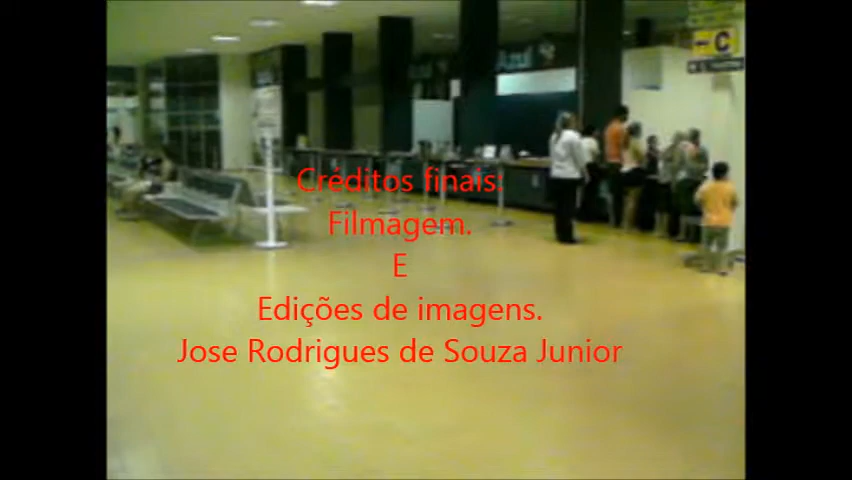 C
Créditos finais:
Filmagem.
E
Edições de imagens.
Jose Rodrigues de Souza Junior